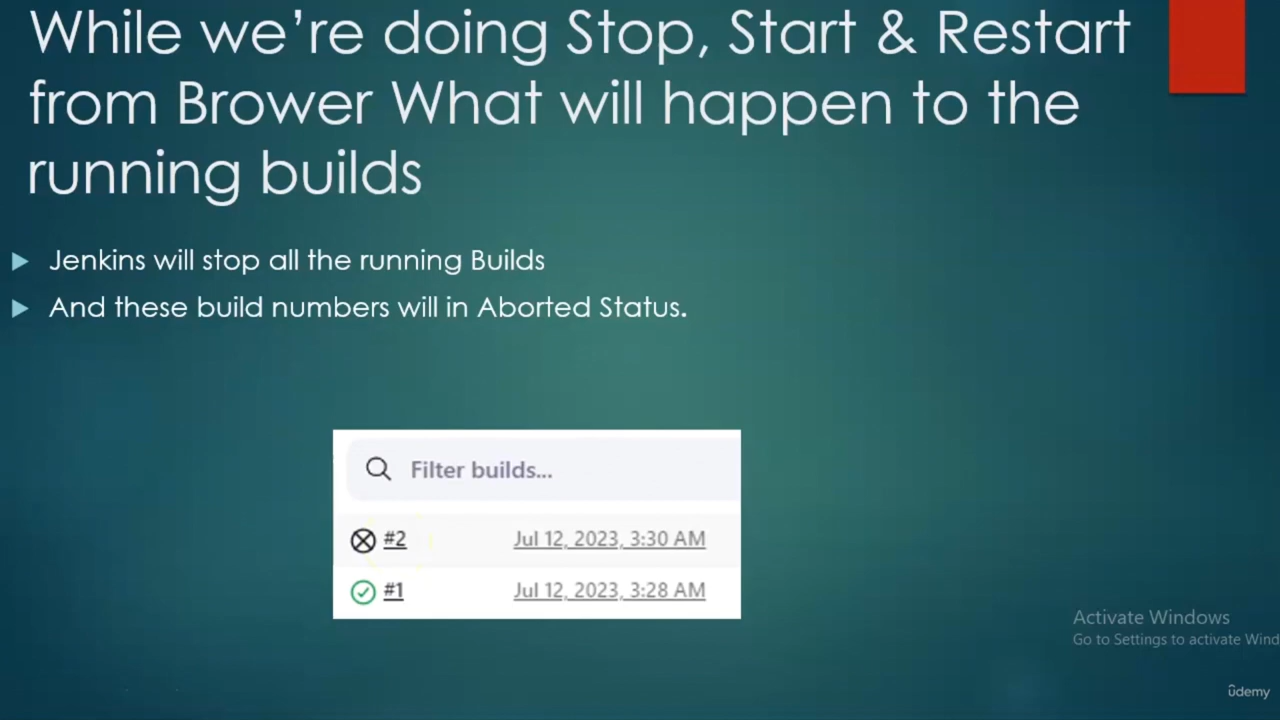 While we’re doing Stop, Start & Restart
from Brower What will happen to the
running builds
Jenkins will stop all the running Builds
And these build numbers will in Aborted Status.
Filter builds...
#2 Jul 12, 2023, 3:30 AM
#1 Jul 12, 2023, 3:28 AM
Activate Windows
Go to Settings to activate Wind
ûdemy